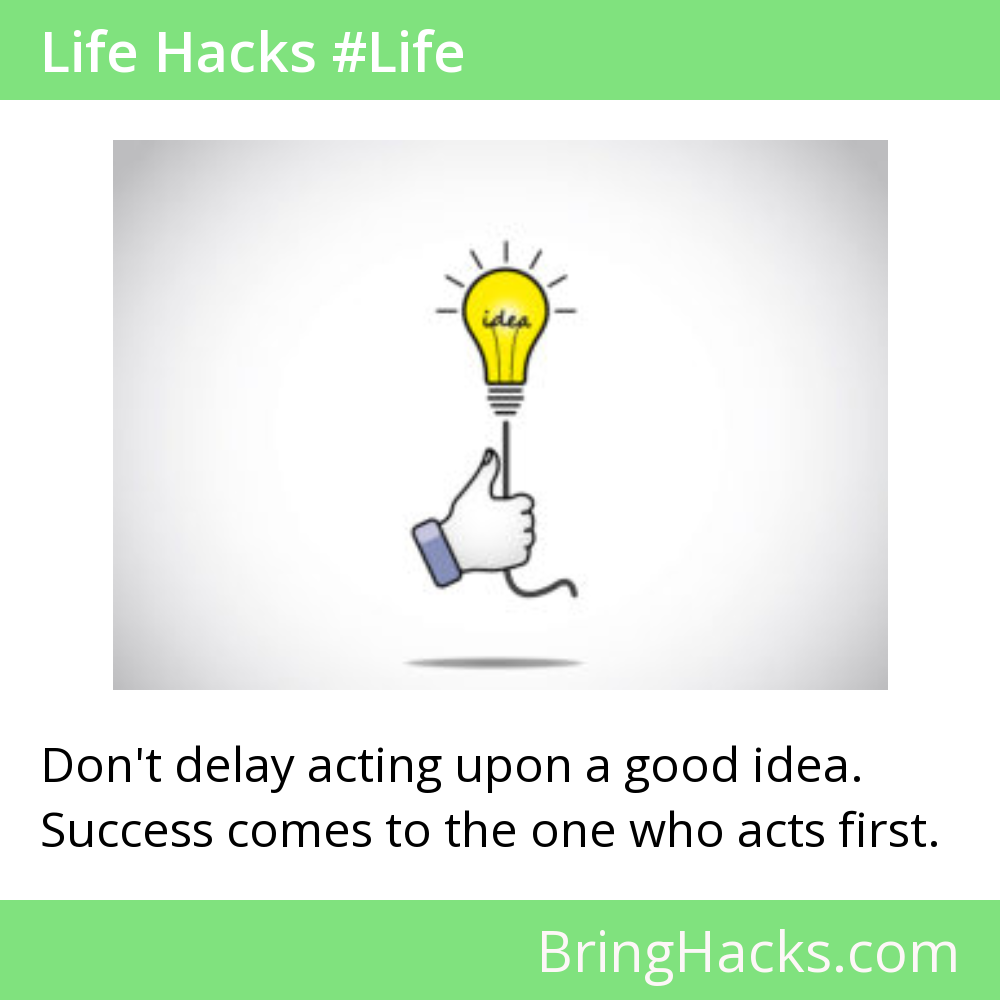 Life Hacks #Life
idea
Don't delay acting upon a good idea.
Success comes to the one who acts first.
BringHacks.com